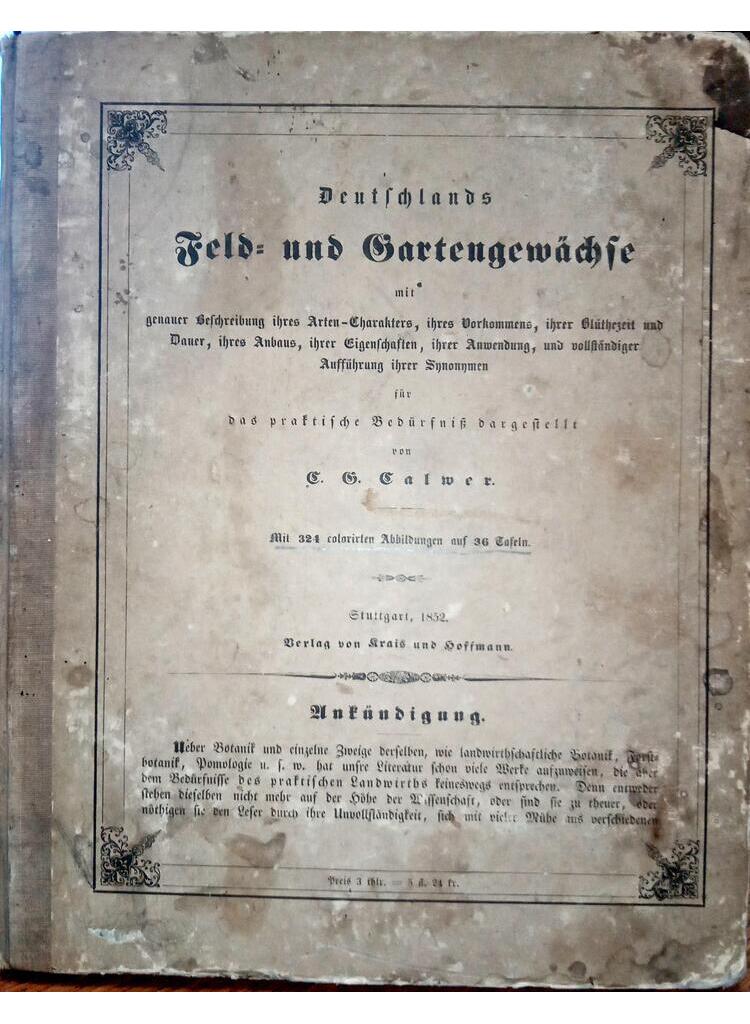 Deutschlands
Feld- und Gartengewächse
mit
genauer Beschreibung ihres Arten-Charakters, ihres Vorkommens, ihrer Blüthezeit und
Dauer, ihres Anbaus, ihrer Eigenschaften, ihrer Anwendung, und vollständiger
Aufführung ihrer Synonymen
für
das praktische Bedürfniß dargestellt
von
C. G. Calwer.
Mit 324 colorirten Abbildungen auf 36 Tafeln.
Stuttgart, 1852.
Verlag von Krais und Hoffmann.
Ankündigung.
Ueber Botanik und einzelne Zweige derselben, wie landwirthschaftliche Botanik, Forst-
botanik, Pomologie u. s. w. hat unsre Literatur schon viele Werke aufzuweisen, die aber
dem Bedürfnisse des praktischen Landwirths keineswegs entsprechen. Denn entweder
stehen dieselben nicht mehr auf der Höhe der Wissenschaft, oder sind sie zu theuer, oder
nöthigen sie den Leser durch ihre Unvollständigkeit, sich mit vieler Mühe aus verschiedenen
Preis 3 thlr. = 5 fl. 24 kr.